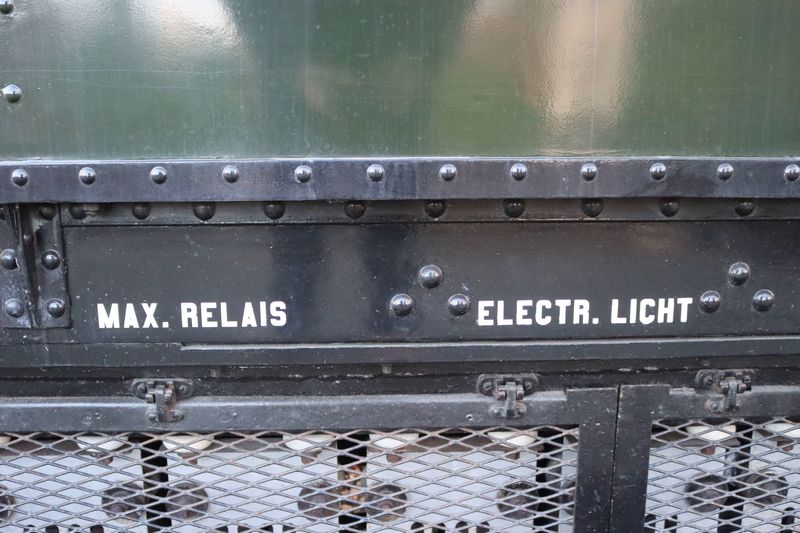 MAX. RELAIS ELECTR. LICHT